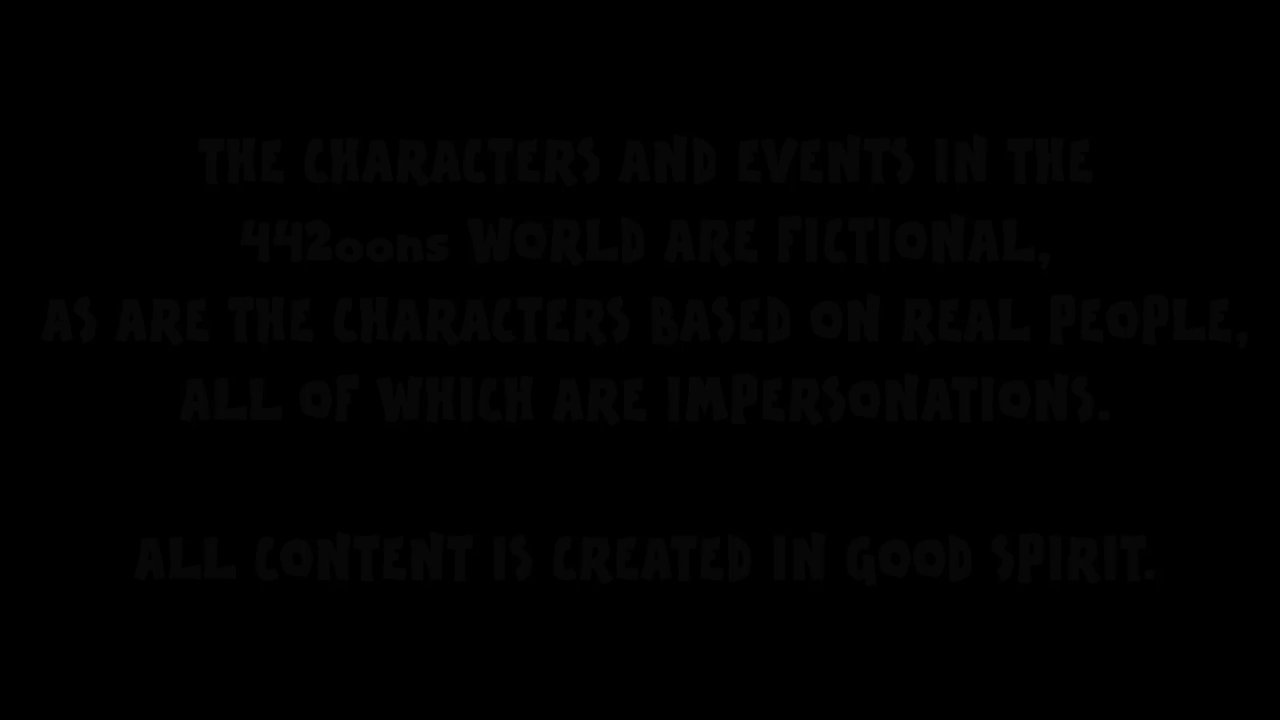 THE CHARACTERS AND EVENTS IN THE
442oons WORLD ARE FICTIONAL,
AS ARE THE CHARACTERS BASED ON REAL PEOPLE,
ALL OF WHICH ARE IMPERSONATIONS.
ALL CONTENT IS CREATED IN GOOD SPIRIT.